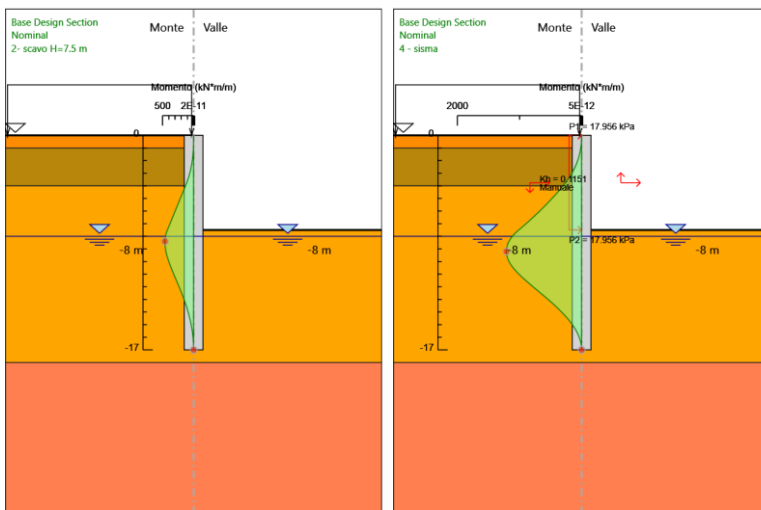 Base Design Section
Nominal
2- scavo H=7.5 m
Monte
Valle
Momento (kN*m/m)
500
2E-11
0
-8 m
-8 m
-17
Base Design Section
Nominal
4 - sisma
Monte
Valle
Momento (kN*m/m)
2000
5E-12
P1 = 17.956 kPa
0
Kh = 0.1151
Manuale
P2 = 17.956 kPa
-8 m
-8 m
-17